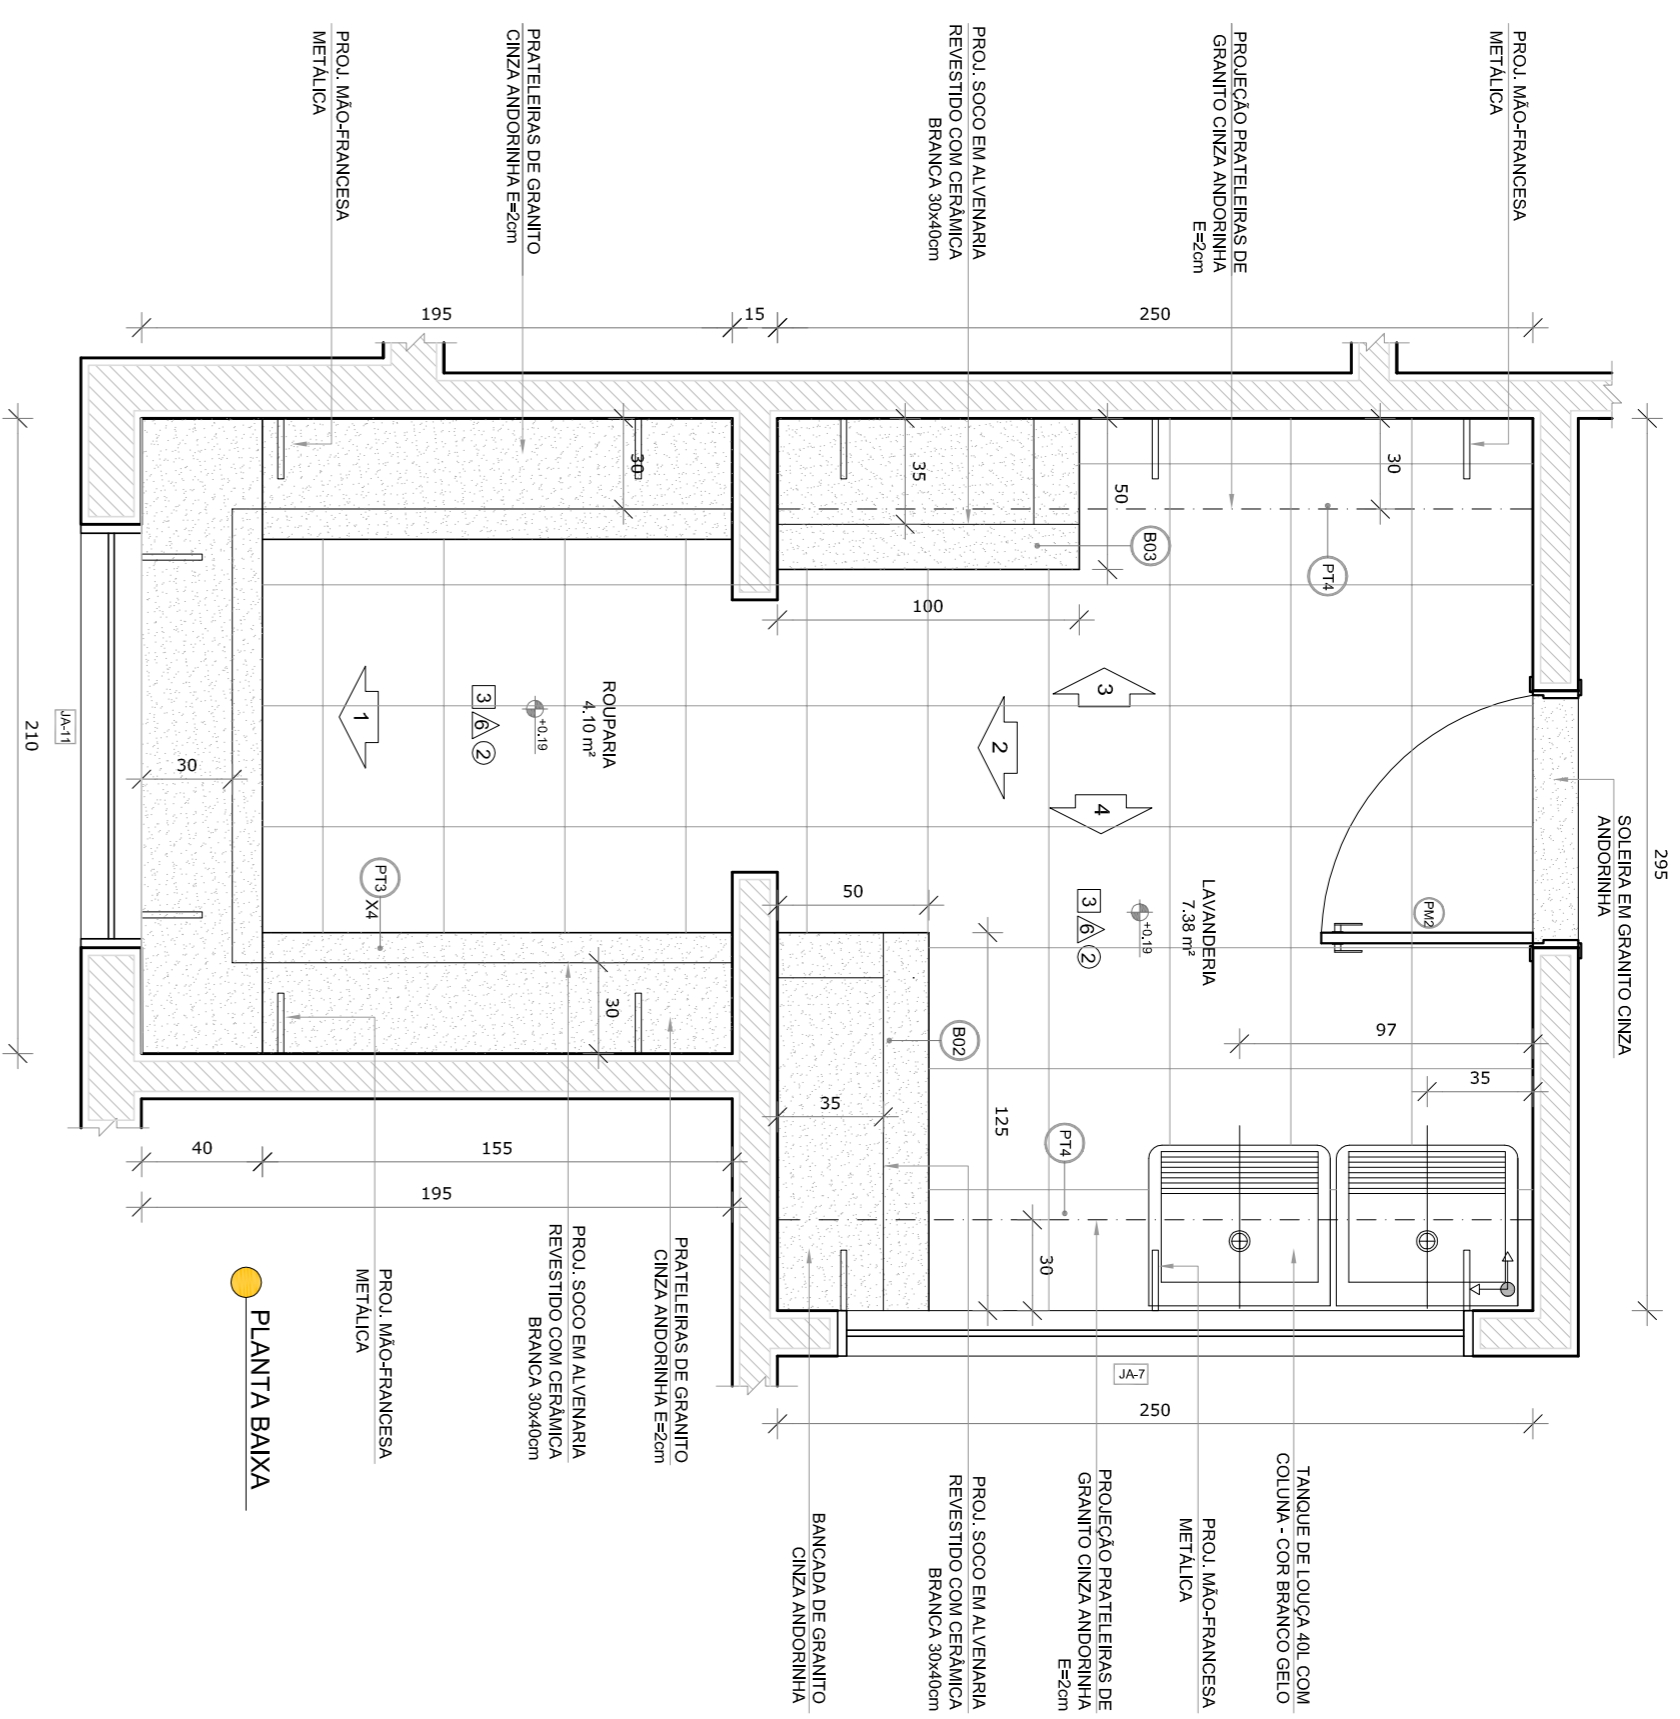 PROJ. MÃO-FRANCESA
METÁLICA
PRATELEIRAS DE GRANITO
CINZA ANDORINHA E=2cm
PROJ. SOCO EM ALVENARIA
REVESTIDO COM CERÂMICA
BRANCA 30x40cm
PROJEÇÃO PRATELEIRAS DE
GRANITO CINZA ANDORINHA
E=2cm
PROJ. MÃO-FRANCESA
METÁLICA
195
15
250
30
35
50
30
B03
PT4
100
295
SOLEIRA EM GRANITO CINZA
ANDORINHA
ROUPARIA
4.10 m²
+0.19
3 6 2
1
2
3
4
JA-11
210
30
PT3
X4
30
LAVANDERIA
7.38 m²
+0.19
3 6 2
PM2
50
B02
35
125
PT4
30
97
35
40
155
195
JA-7
250
PLANTA BAIXA
PROJ. MÃO-FRANCESA
METÁLICA
PROJ. SOCO EM ALVENARIA
REVESTIDO COM CERÂMICA
BRANCA 30x40cm
PRATELEIRAS DE GRANITO
CINZA ANDORINHA E=2cm
BANCADA DE GRANITO
CINZA ANDORINHA
PROJ. SOCO EM ALVENARIA
REVESTIDO COM CERÂMICA
BRANCA 30x40cm
PROJEÇÃO PRATELEIRAS DE
GRANITO CINZA ANDORINHA
E=2cm
PROJ. MÃO-FRANCESA
METÁLICA
TANQUE DE LOUÇA 40L COM
COLUNA - COR BRANCO GELO